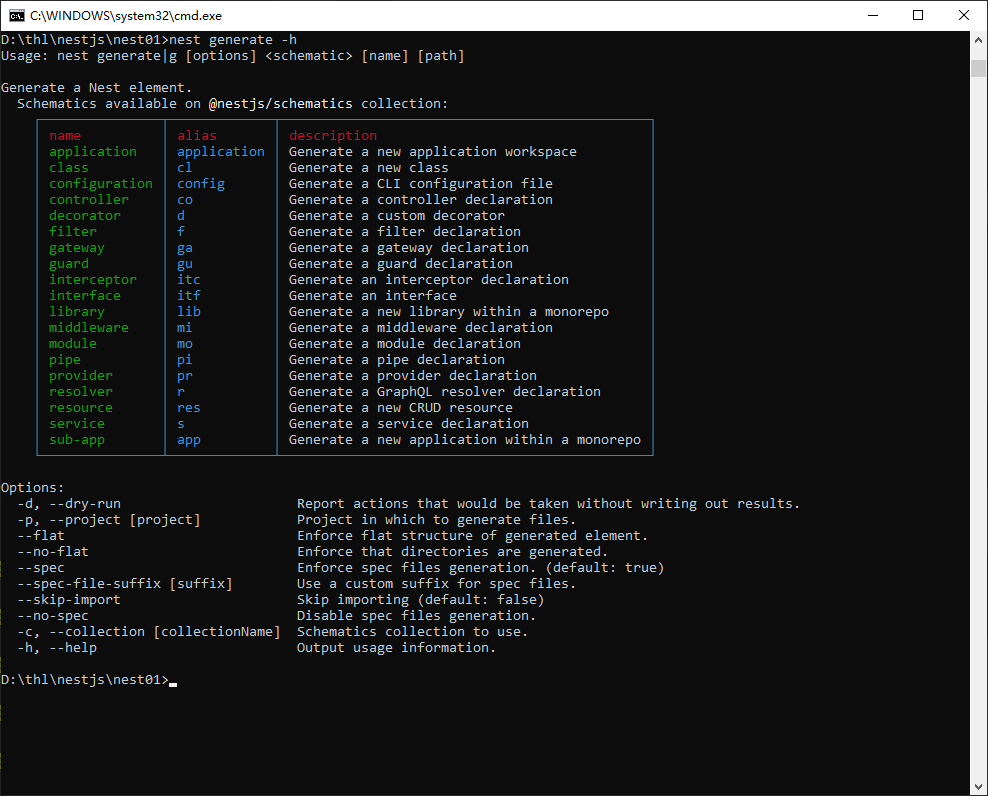 C:\WINDOWS\system32\cmd.exe
D:\thl\nestjs\nest01>nest generate -h
Usage: nest generate|g [options] <schematic> [name] [path]
Generate a Nest element.
Schematics available on @nestjs/schematics collection:
name alias description
application application Generate a new application workspace
class cl Generate a new class
configuration config Generate a CLI configuration file
controller co Generate a controller declaration
decorator d Generate a custom decorator
filter f Generate a filter declaration
gateway ga Generate a gateway declaration
guard gu Generate a guard declaration
interceptor itc Generate an interceptor declaration
interface itf Generate an interface
library lib Generate a new library within a monorepo
middleware mi Generate a middleware declaration
module mo Generate a module declaration
pipe pi Generate a pipe declaration
provider pr Generate a provider declaration
resolver r Generate a GraphQL resolver declaration
resource res Generate a new CRUD resource
service s Generate a service declaration
sub-app app Generate a new application within a monorepo
Options:
-d, --dry-run Report actions that would be taken without writing out results.
-p, --project [project] Project in which to generate files.
--flat Enforce flat structure of generated element.
--no-flat Enforce that directories are generated.
--spec Enforce spec files generation. (default: true)
--spec-file-suffix [suffix] Use a custom suffix for spec files.
--skip-import Skip importing (default: false)
--no-spec Disable spec files generation.
-c, --collection [collectionName] Schematics collection to use.
-h, --help Output usage information.
D:\thl\nestjs\nest01>